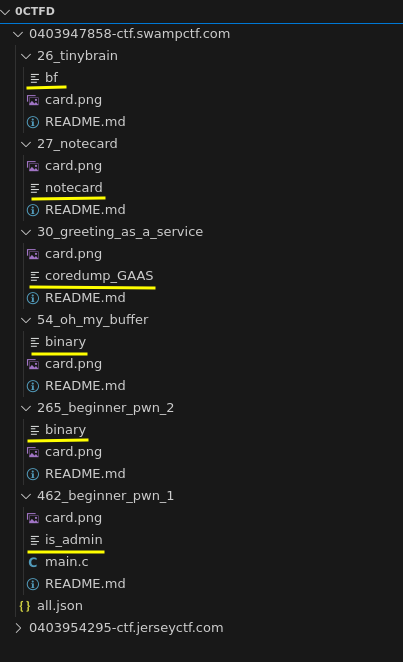 0CTFD
0403947858-ctf.swampctf.com
26_tinybrain
bf
card.png
README.md
27_notecard
card.png
notecard
README.md
30_greeting_as_a_service
card.png
coredump_GAAS
README.md
54_oh_my_buffer
binary
card.png
README.md
265_beginner_pwn_2
binary
card.png
README.md
462_beginner_pwn_1
card.png
is_admin
C main.c
README.md
{} all.json
0403954295-ctf.jerseyctf.com